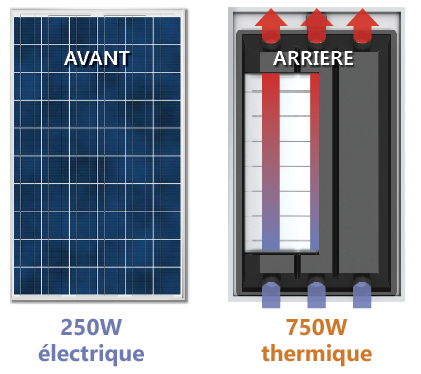 AVANT
ARRIERE
250W
électrique
750W
thermique